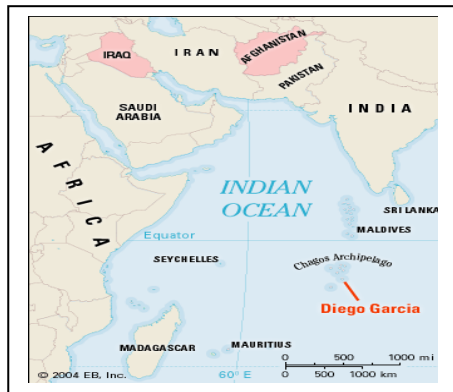 IRAQ
IRAN
AFGHANISTAN
PAKISTAN
SAUDI
ARABIA
INDIA
AFRICA
INDIAN
OCEAN
SRI LANKA
MALDIVES
Equator
SEYCHELLES
Chagos Archipelago
Diego Garcia
MADAGASCAR
MAURITIUS
0 500 1000 mi
0 500 1000 km
60° E
© 2004 EB, Inc.